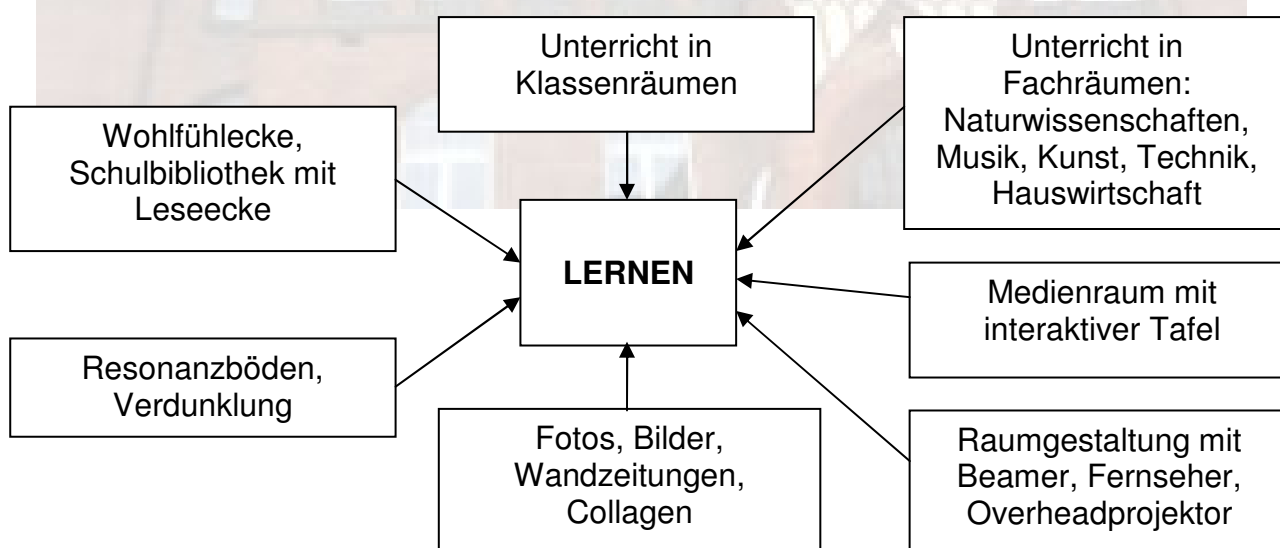 Unterricht in
Klassenräumen
Unterricht in
Fachräumen:
Naturwissenschaften,
Musik, Kunst, Technik,
Hauswirtschaft
Wohlfühlecke,
Schulbibliothek mit
Leseecke
LERNEN
Medienraum mit
interaktiver Tafel
Resonanzböden,
Verdunklung
Fotos, Bilder,
Wandzeitungen,
Collagen
Raumgestaltung mit
Beamer, Fernseher,
Overheadprojektor